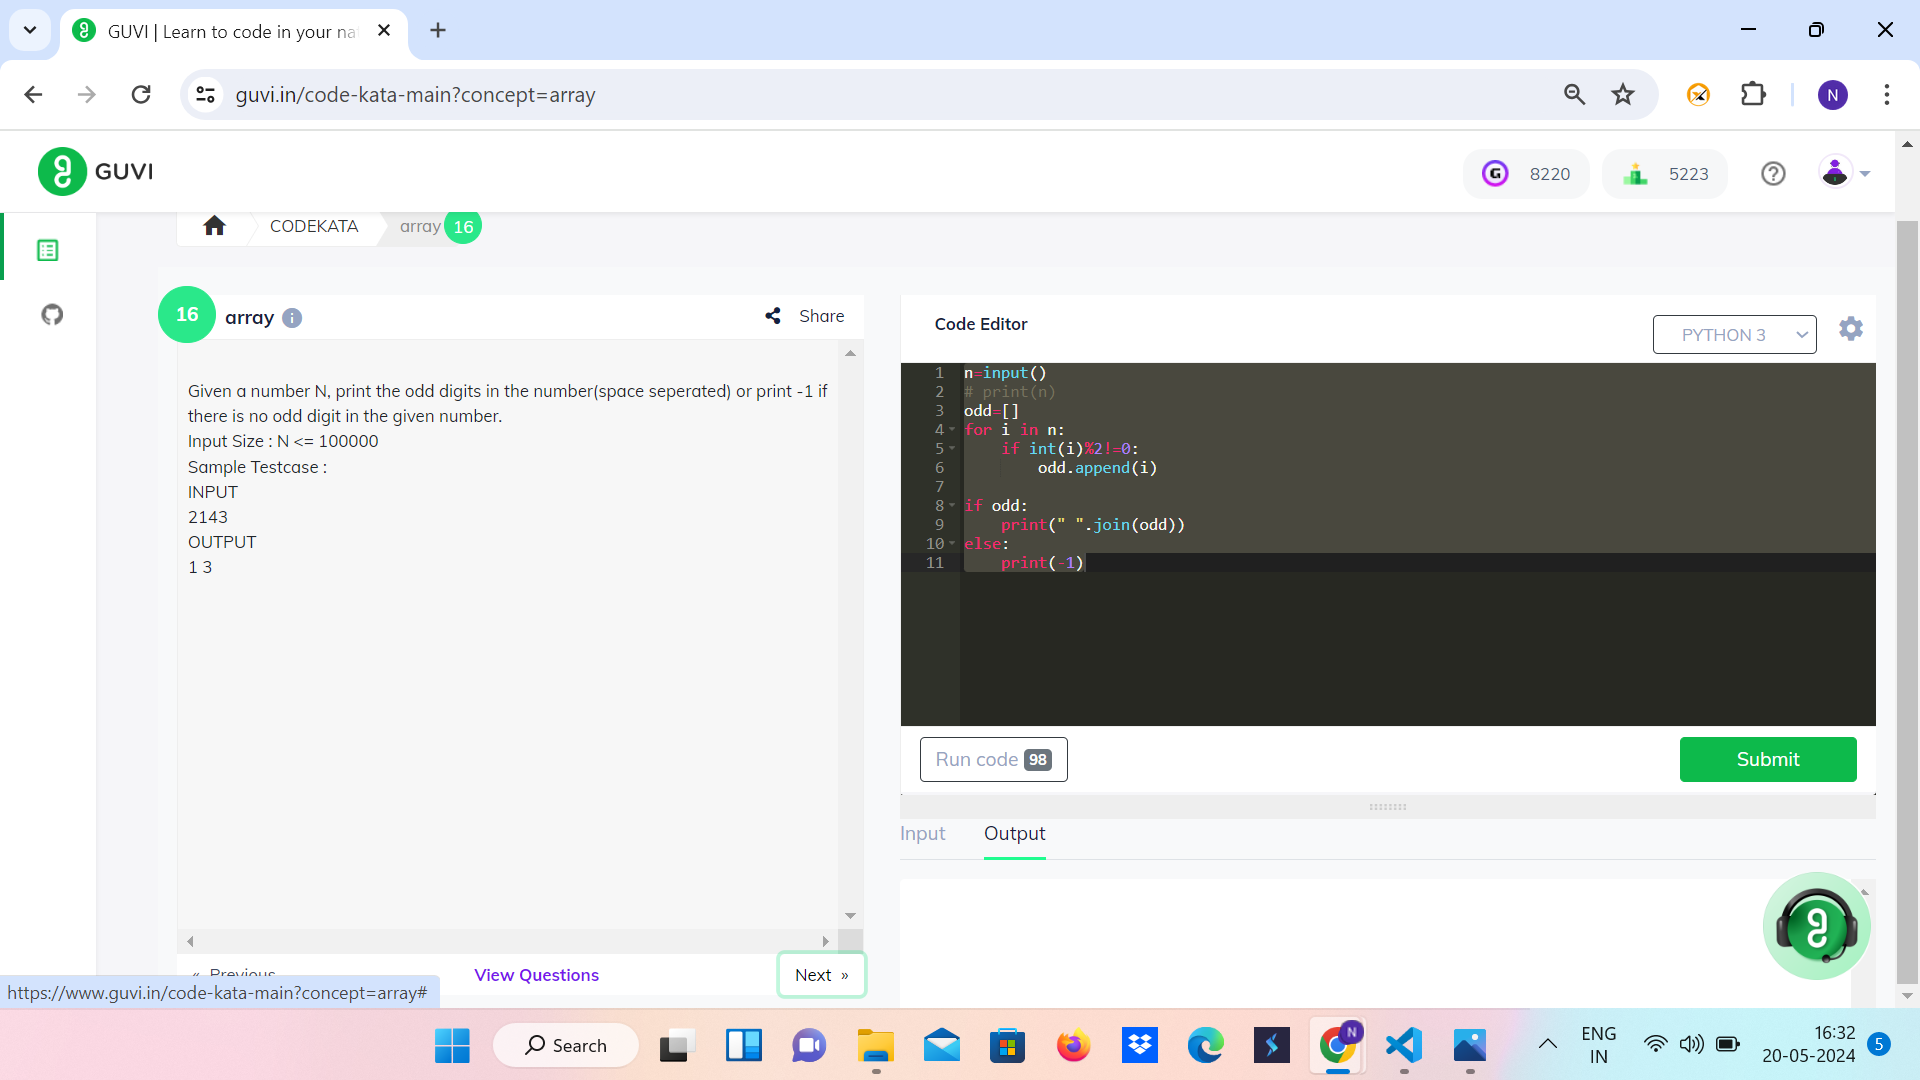 GUVI | Learn to code in your na
guvi.in/code-kata-main?concept=array
N
GUVI
G 8220
5223
CODEKATA
array 16
16 array
Share
Given a number N, print the odd digits in the number(space seperated) or print -1 if
there is no odd digit in the given number.
Input Size : N <= 100000
Sample Testcase :
INPUT
2143
OUTPUT
1 3
« Previous
View Questions
Next »
Code Editor
PYTHON 3
1 n=input()
2 # print(n)
3 odd=[]
4 for i in n:
5 if int(i)%2!=0:
6 odd.append(i)
7
8 if odd:
9 print(" ".join(odd))
10 else:
11 print(-1)
Run code 98
Submit
Input
Output
https://www.guvi.in/code-kata-main?concept=array#
Search
N
ENG
IN
16:32
20-05-2024
5